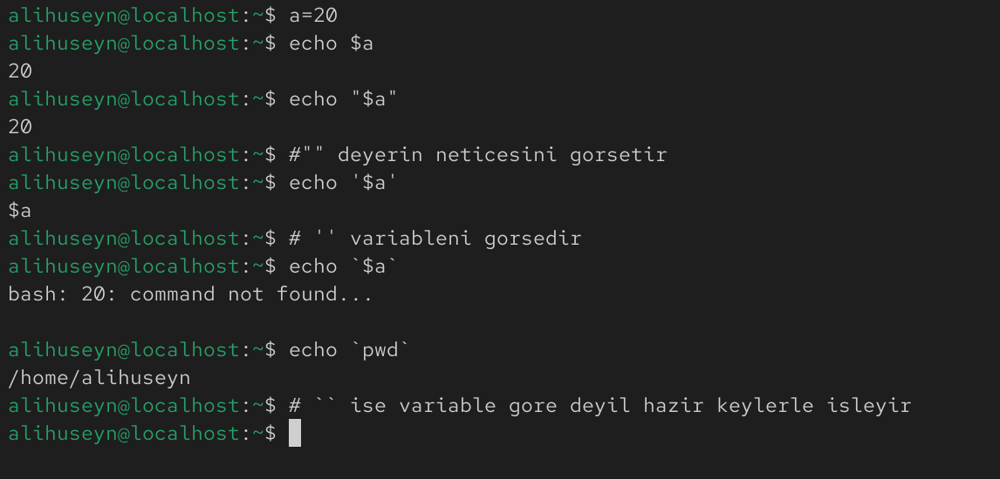 alihuseyn@localhost:~$ a=20
alihuseyn@localhost:~$ echo $a
20
alihuseyn@localhost:~$ echo "$a"
20
alihuseyn@localhost:~$ #"" deyerin neticesini gorsetir
alihuseyn@localhost:~$ echo '$a'
$a
alihuseyn@localhost:~$ # '' variableni gorsedir
alihuseyn@localhost:~$ echo `$a`
bash: 20: command not found...
alihuseyn@localhost:~$ echo `pwd`
/home/alihuseyn
alihuseyn@localhost:~$ # `` ise variable gore deyil hazir keylerle isleyir
alihuseyn@localhost:~$